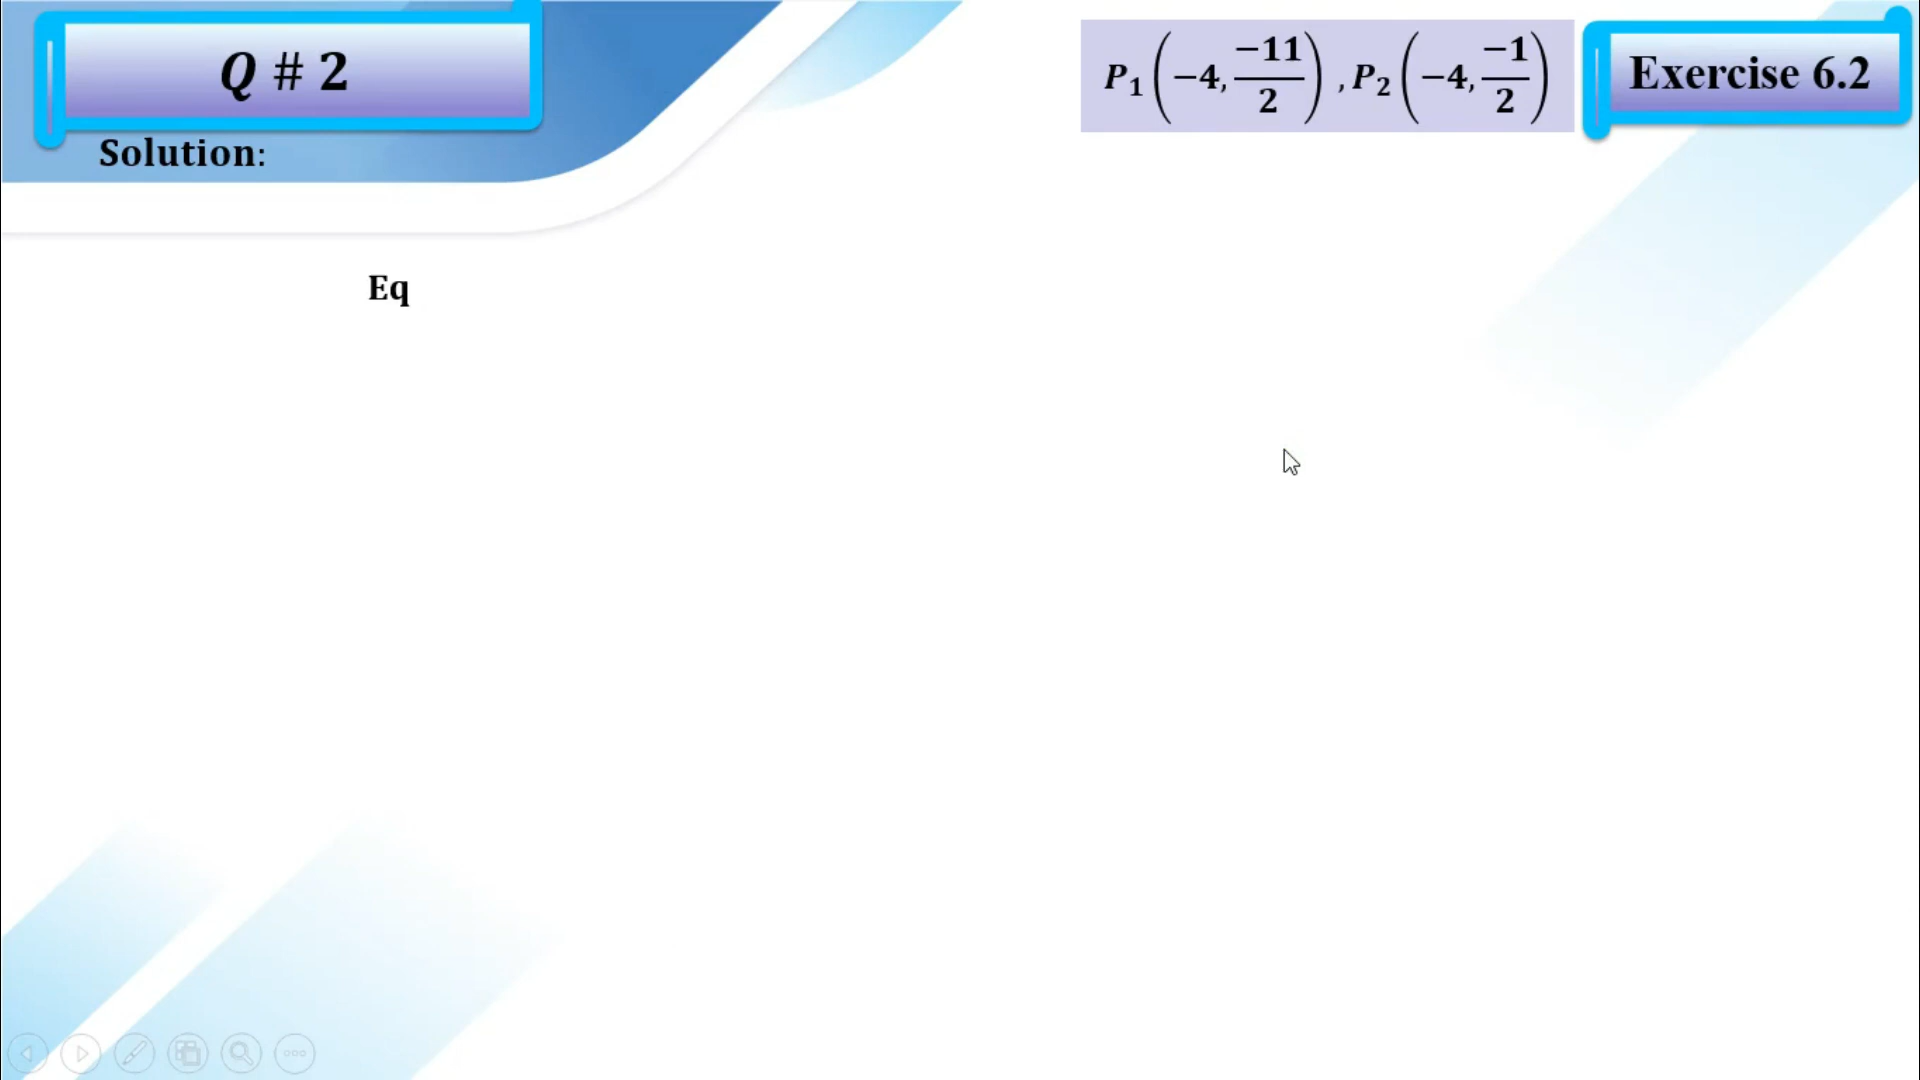 Q # 2
P₁(−4, −11/2) , P₂(−4, −1/2)
Exercise 6.2
Solution:
Eq